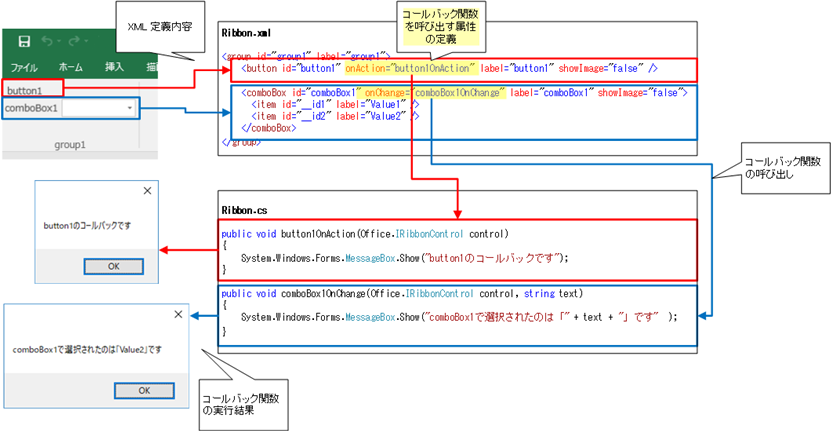 XML 定義内容
ファイル ホーム 挿入 描
button1
comboBox1
group1
Ribbon.xml
コールバック関数
を呼び出す属性
の定義
<group id="group1" label="group1">
<button id="button1" onAction="button1OnAction" label="button1" showImage="false" />
<comboBox id="comboBox1" onChange="comboBox1OnChange" label="comboBox1" showImage="false">
<item id="__id1" label="Value1" />
<item id="__id2" label="Value2" />
</comboBox>
</group>
コールバック関数
の呼び出し
Ribbon.cs
public void button1OnAction(Office.IRibbonControl control)
{
System.Windows.Forms.MessageBox.Show("button1のコールバックです");
}
public void comboBox1OnChange(Office.IRibbonControl control, string text)
{
System.Windows.Forms.MessageBox.Show("comboBox1で選択されたのは「" + text + "」です" );
}
button1のコールバックです
OK
comboBox1で選択されたのは「Value2」です
OK
コールバック関数
の実行結果